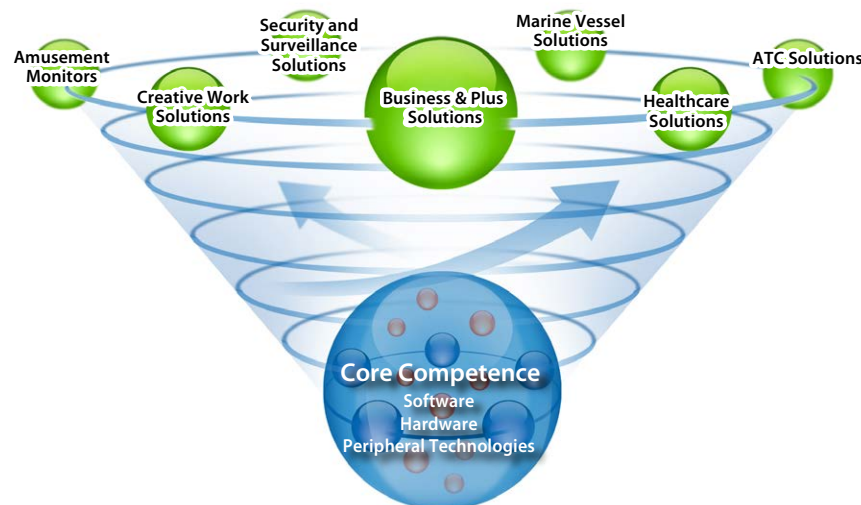 Security and
Surveillance
Solutions
Marine Vessel
Solutions
Amusement
Monitors
ATC Solutions
Creative Work
Solutions
Business & Plus
Solutions
Healthcare
Solutions
Core Competence
Software
Hardware
Peripheral Technologies